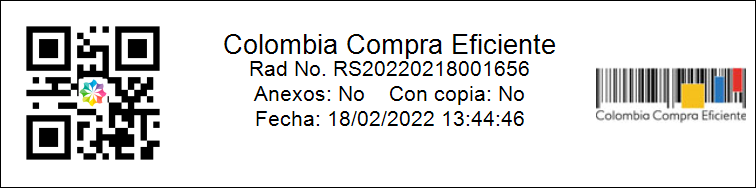 Colombia Compra Eficiente
Rad No. RS20220218001656
Anexos: No    Con copia: No
Fecha: 18/02/2022 13:44:46
Colombia Compra Eficiente